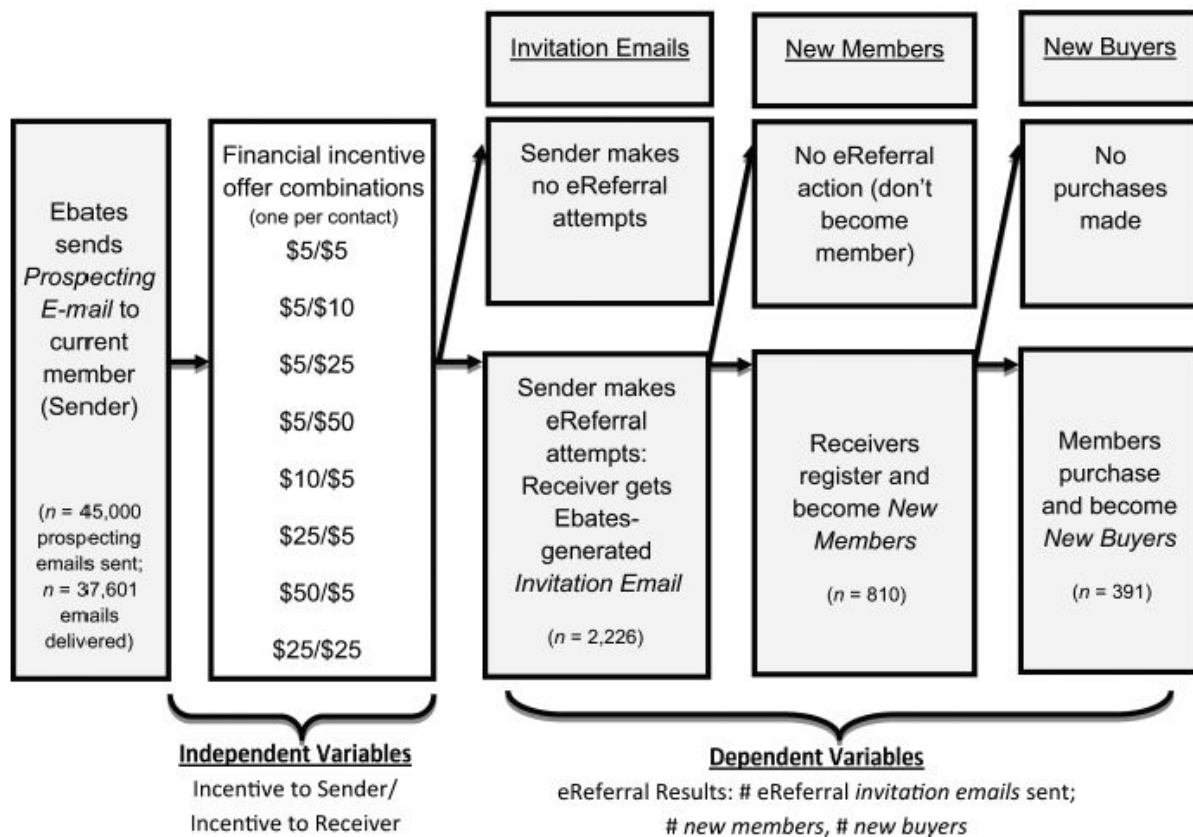 Invitation Emails
New Members
New Buyers
Ebates
sends
Prospecting
E-mail to
current
member
(Sender)
(n = 45,000
prospecting
emails sent;
n = 37,601
emails
delivered)
Financial incentive
offer combinations
(one per contact)
$5/$5
$5/$10
$5/$25
$5/$50
$10/$5
$25/$5
$50/$5
$25/$25
Sender makes
no eReferral
attempts
No eReferral
action (don't
become
member)
No
purchases
made
Sender makes
eReferral
attempts:
Receiver gets
Ebates-
generated
Invitation Email
(n = 2,226)
Receivers
register and
become New
Members
(n = 810)
Members
purchase
and become
New Buyers
(n = 391)
Independent Variables
Incentive to Sender/
Incentive to Receiver
Dependent Variables
eReferral Results: # eReferral invitation emails sent;
# new members, # new buyers